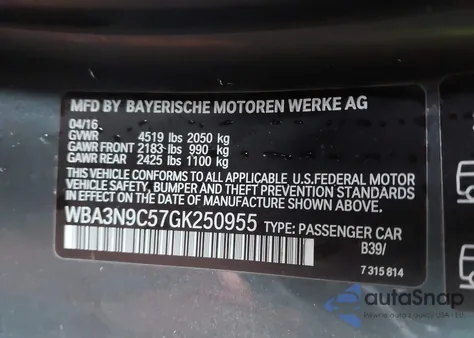 MFD BY BAYERISCHE MOTOREN WERKE AG
04/16
GVWR 4519 lbs 2050 kg
GAWR FRONT 2183 lbs 990 kg
GAWR REAR 2425 lbs 1100 kg
THIS VEHICLE CONFORMS TO ALL APPLICABLE U.S.FEDERAL MOTOR
VEHICLE SAFETY, BUMPER AND THEFT PREVENTION STANDARDS IN
EFFECT ON THE DATE OF MANUFACTURE SHOWN ABOVE.
WBA3N9C57GK250955 TYPE: PASSENGER CAR
B39/
7 315 814
autoSnap